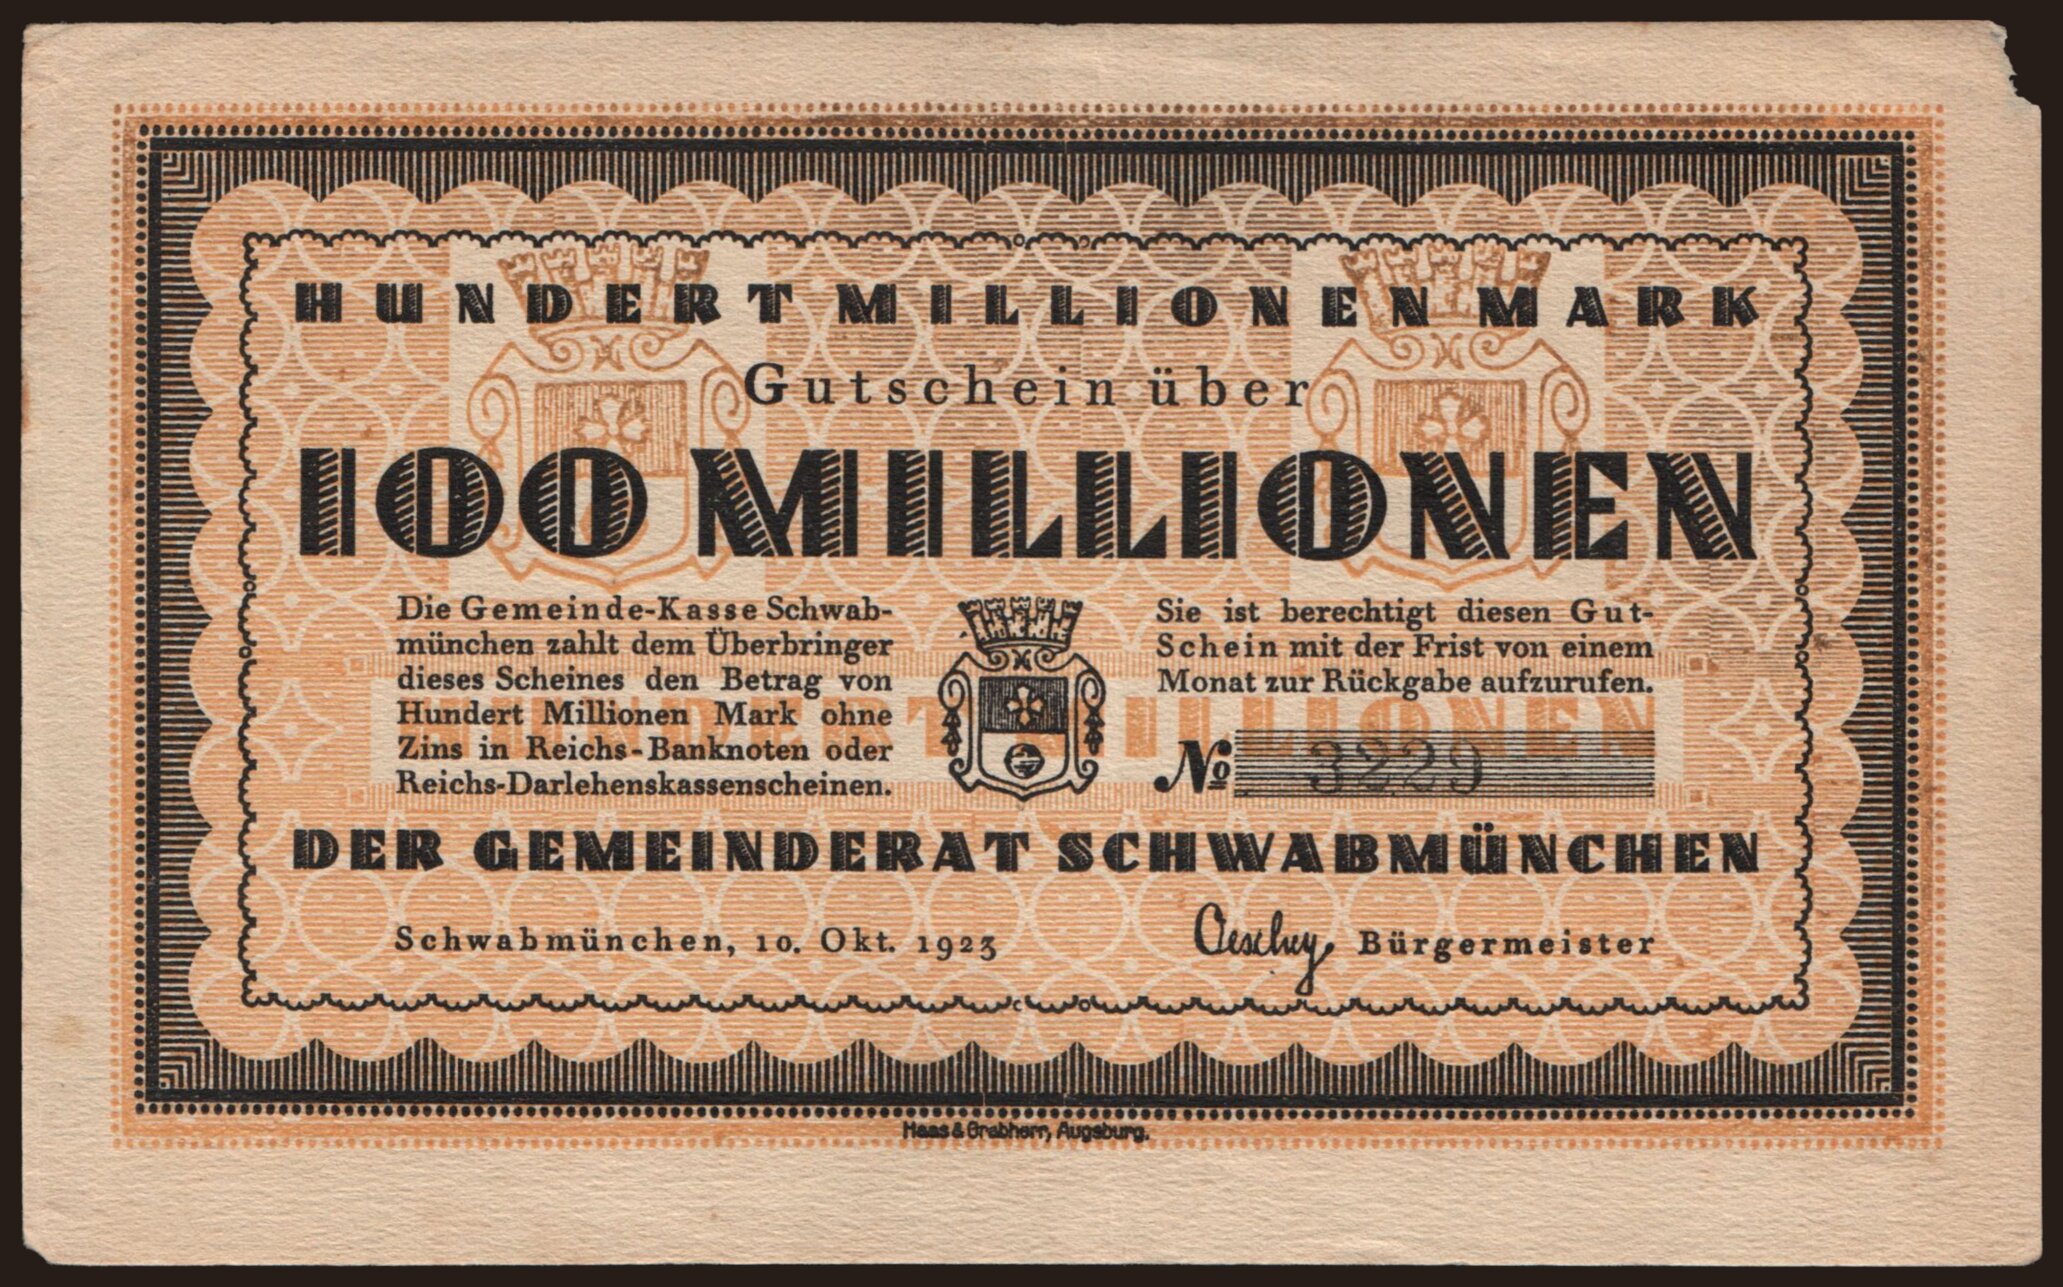 HUNDERT MILLIONEN MARK
Gutschein über
100 MILLIONEN
Die Gemeinde-Kasse Schwab-
münchen zahlt dem Überbringer
dieses Scheines den Betrag von
Hundert Millionen Mark ohne
Zins in Reichs-Banknoten oder
Reichs-Darlehenskassenscheinen.
Sie ist berechtigt diesen Gut-
Schein mit der Frist von einem
Monat zur Rückgabe aufzurufen.
HUNDERT MILLIONEN
No 3229
DER GEMEINDERAT SCHWABMÜNCHEN
Schwabmünchen, 10. Okt. 1923
Bürgermeister
Haas & Grabherr, Augsburg.